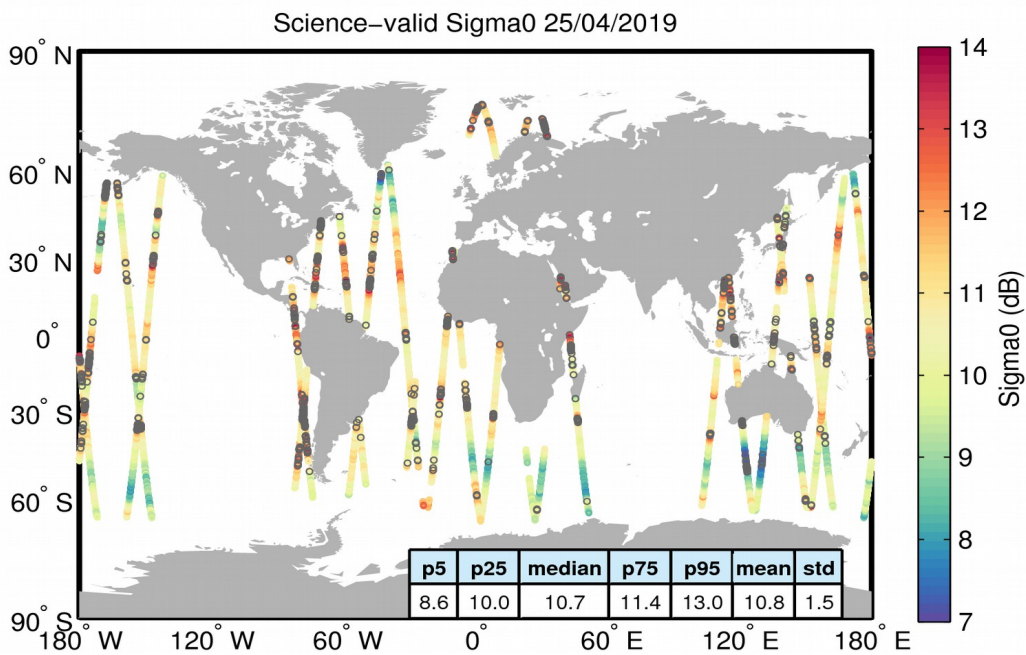 Science−valid Sigma0 25/04/2019
90° N
60° N
30° N
0°
30° S
60° S
90° S
180° W
120° W
60° W
0°
60° E
120° E
180° E
p5 p25 median p75 p95 mean std
8.6 10.0 10.7 11.4 13.0 10.8 1.5
14
13
12
11
10
9
8
7
Sigma0 (dB)